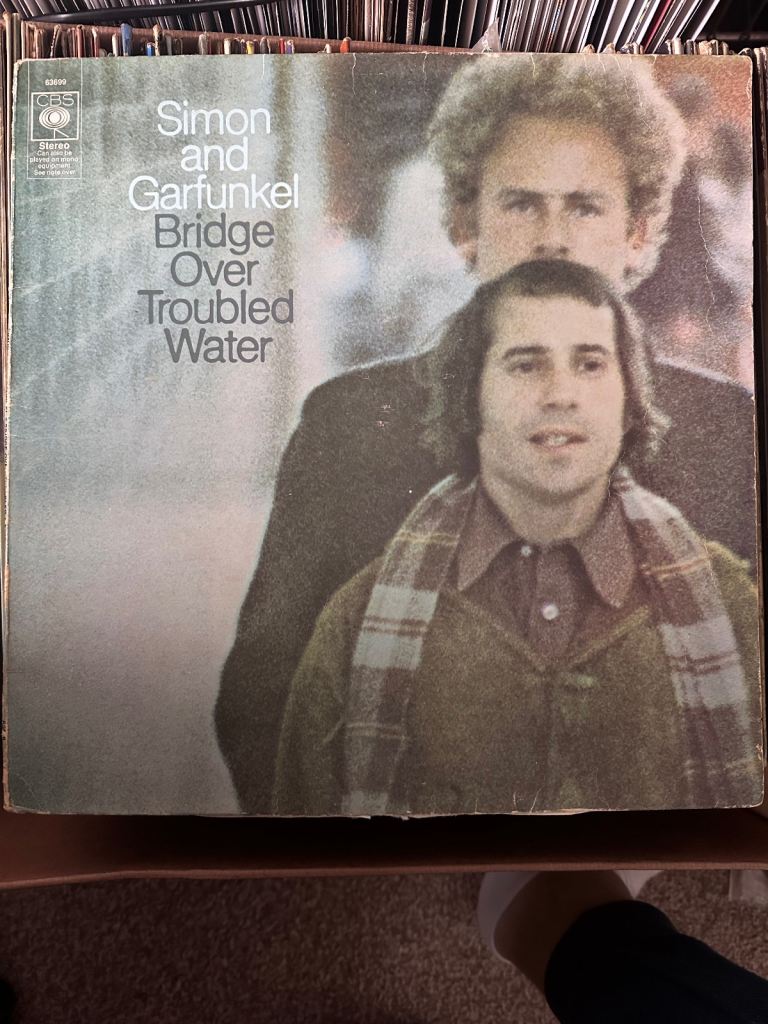 63699
CBS
Stereo
Can also be
played on mono
equipment
See note over
Simon
and
Garfunkel
Bridge
Over
Troubled
Water